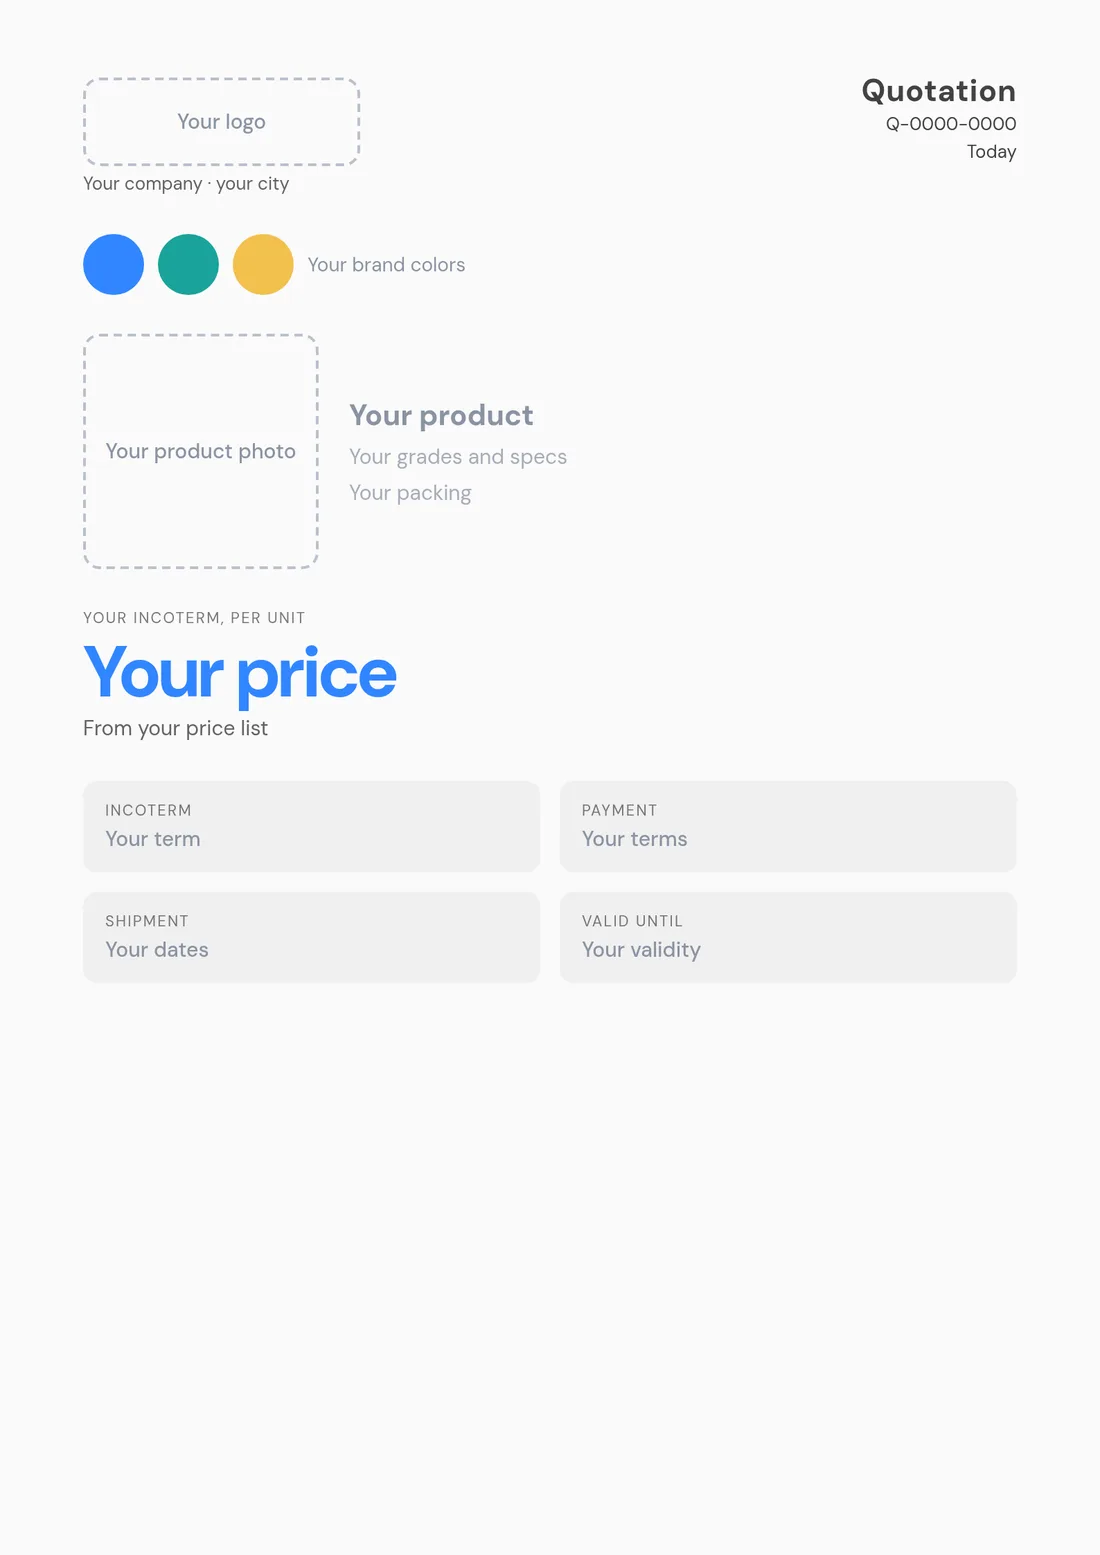 Your logo
Your company · your city
Quotation
Q-0000-0000
Today
Your brand colors
Your product photo
Your product
Your grades and specs
Your packing
YOUR INCOTERM, PER UNIT
Your price
From your price list
INCOTERM
Your term
PAYMENT
Your terms
SHIPMENT
Your dates
VALID UNTIL
Your validity